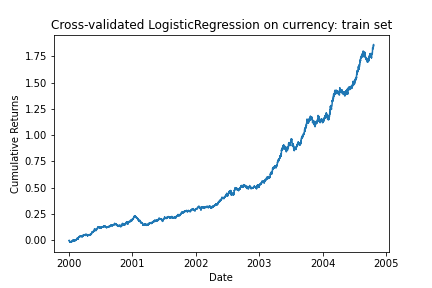 Cross-validated LogisticRegression on currency: train set
Cumulative Returns
1.75
1.50
1.25
1.00
0.75
0.50
0.25
0.00
2000 2001 2002 2003 2004 2005
Date